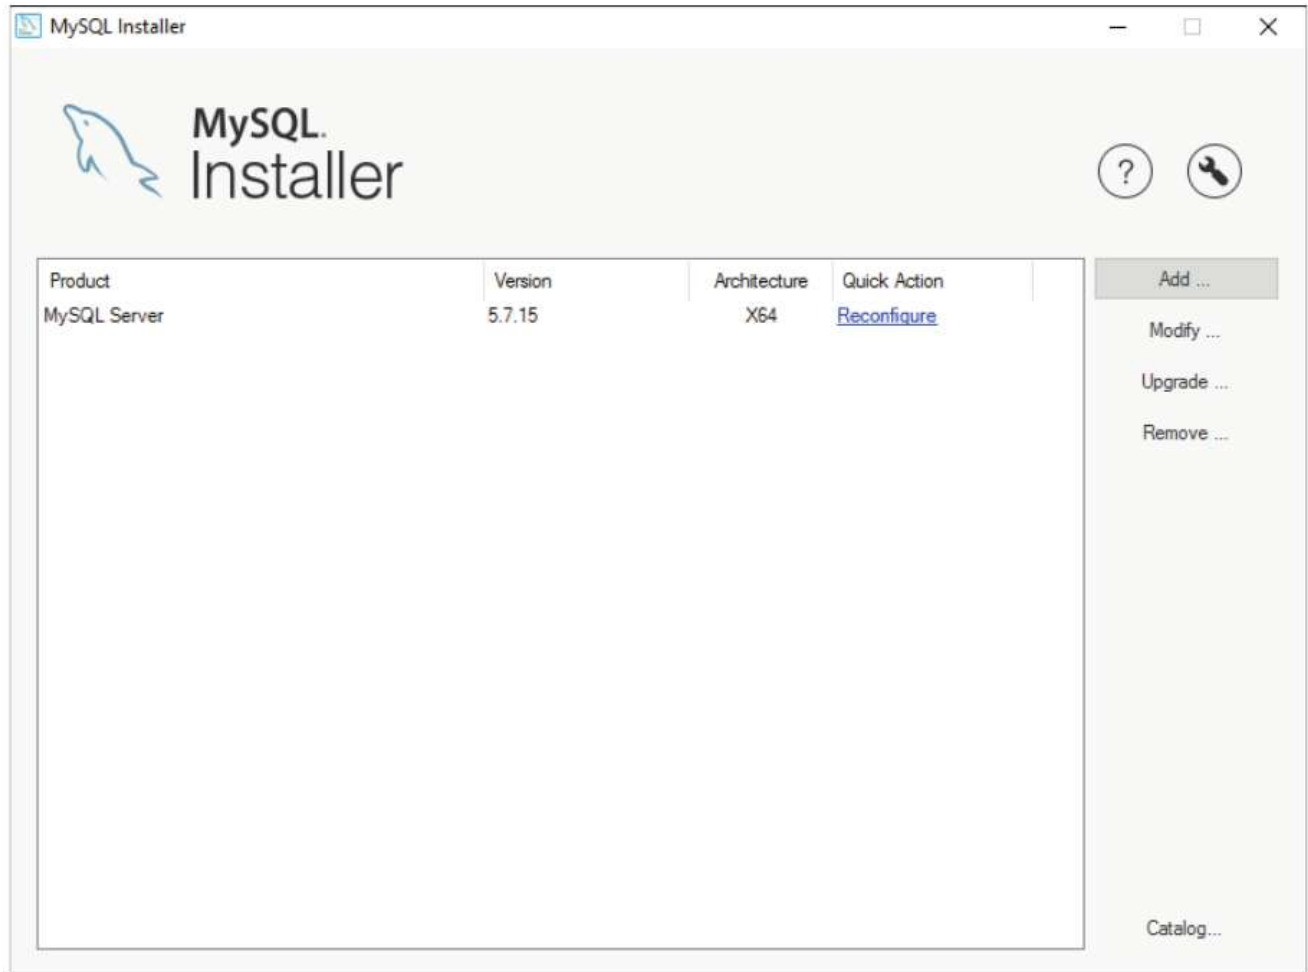 MySQL Installer
MySQL.
Installer
?
Product Version Architecture Quick Action
MySQL Server 5.7.15 X64 Reconfigure
Add ...
Modify ...
Upgrade ...
Remove ...
Catalog...